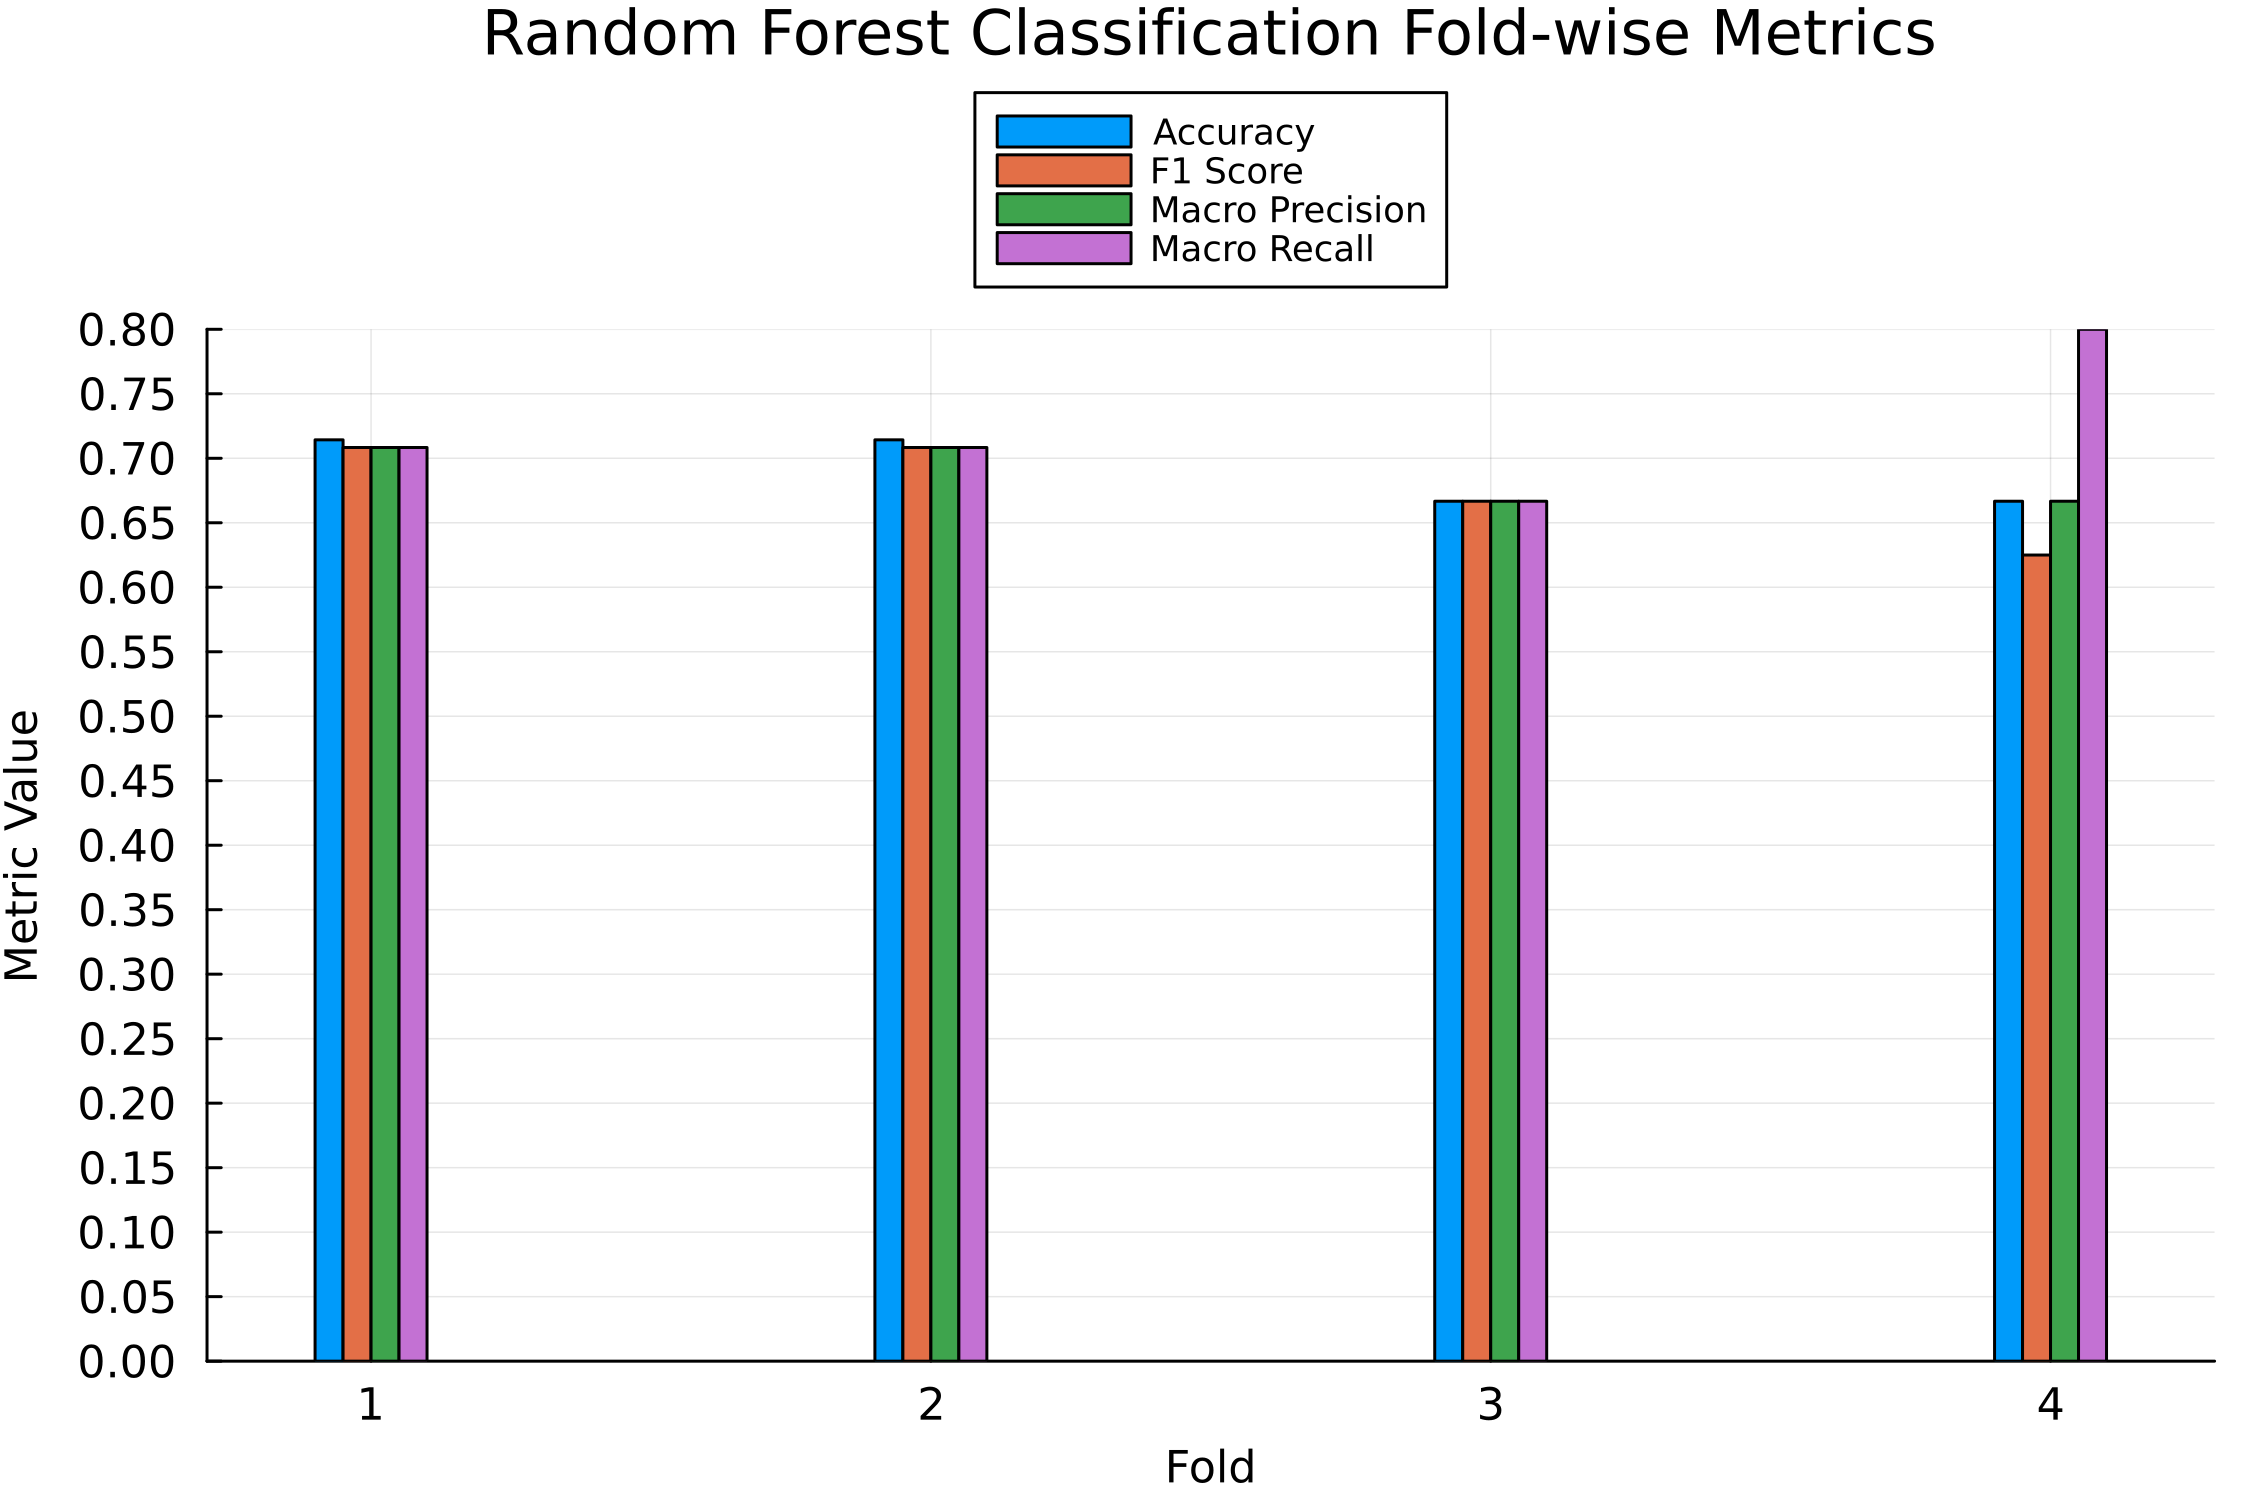 Random Forest Classification Fold-wise Metrics
Accuracy
F1 Score
Macro Precision
Macro Recall
0.80
0.75
0.70
0.65
0.60
0.55
0.50
0.45
0.40
0.35
0.30
0.25
0.20
0.15
0.10
0.05
0.00
Metric Value
1 2 3 4
Fold